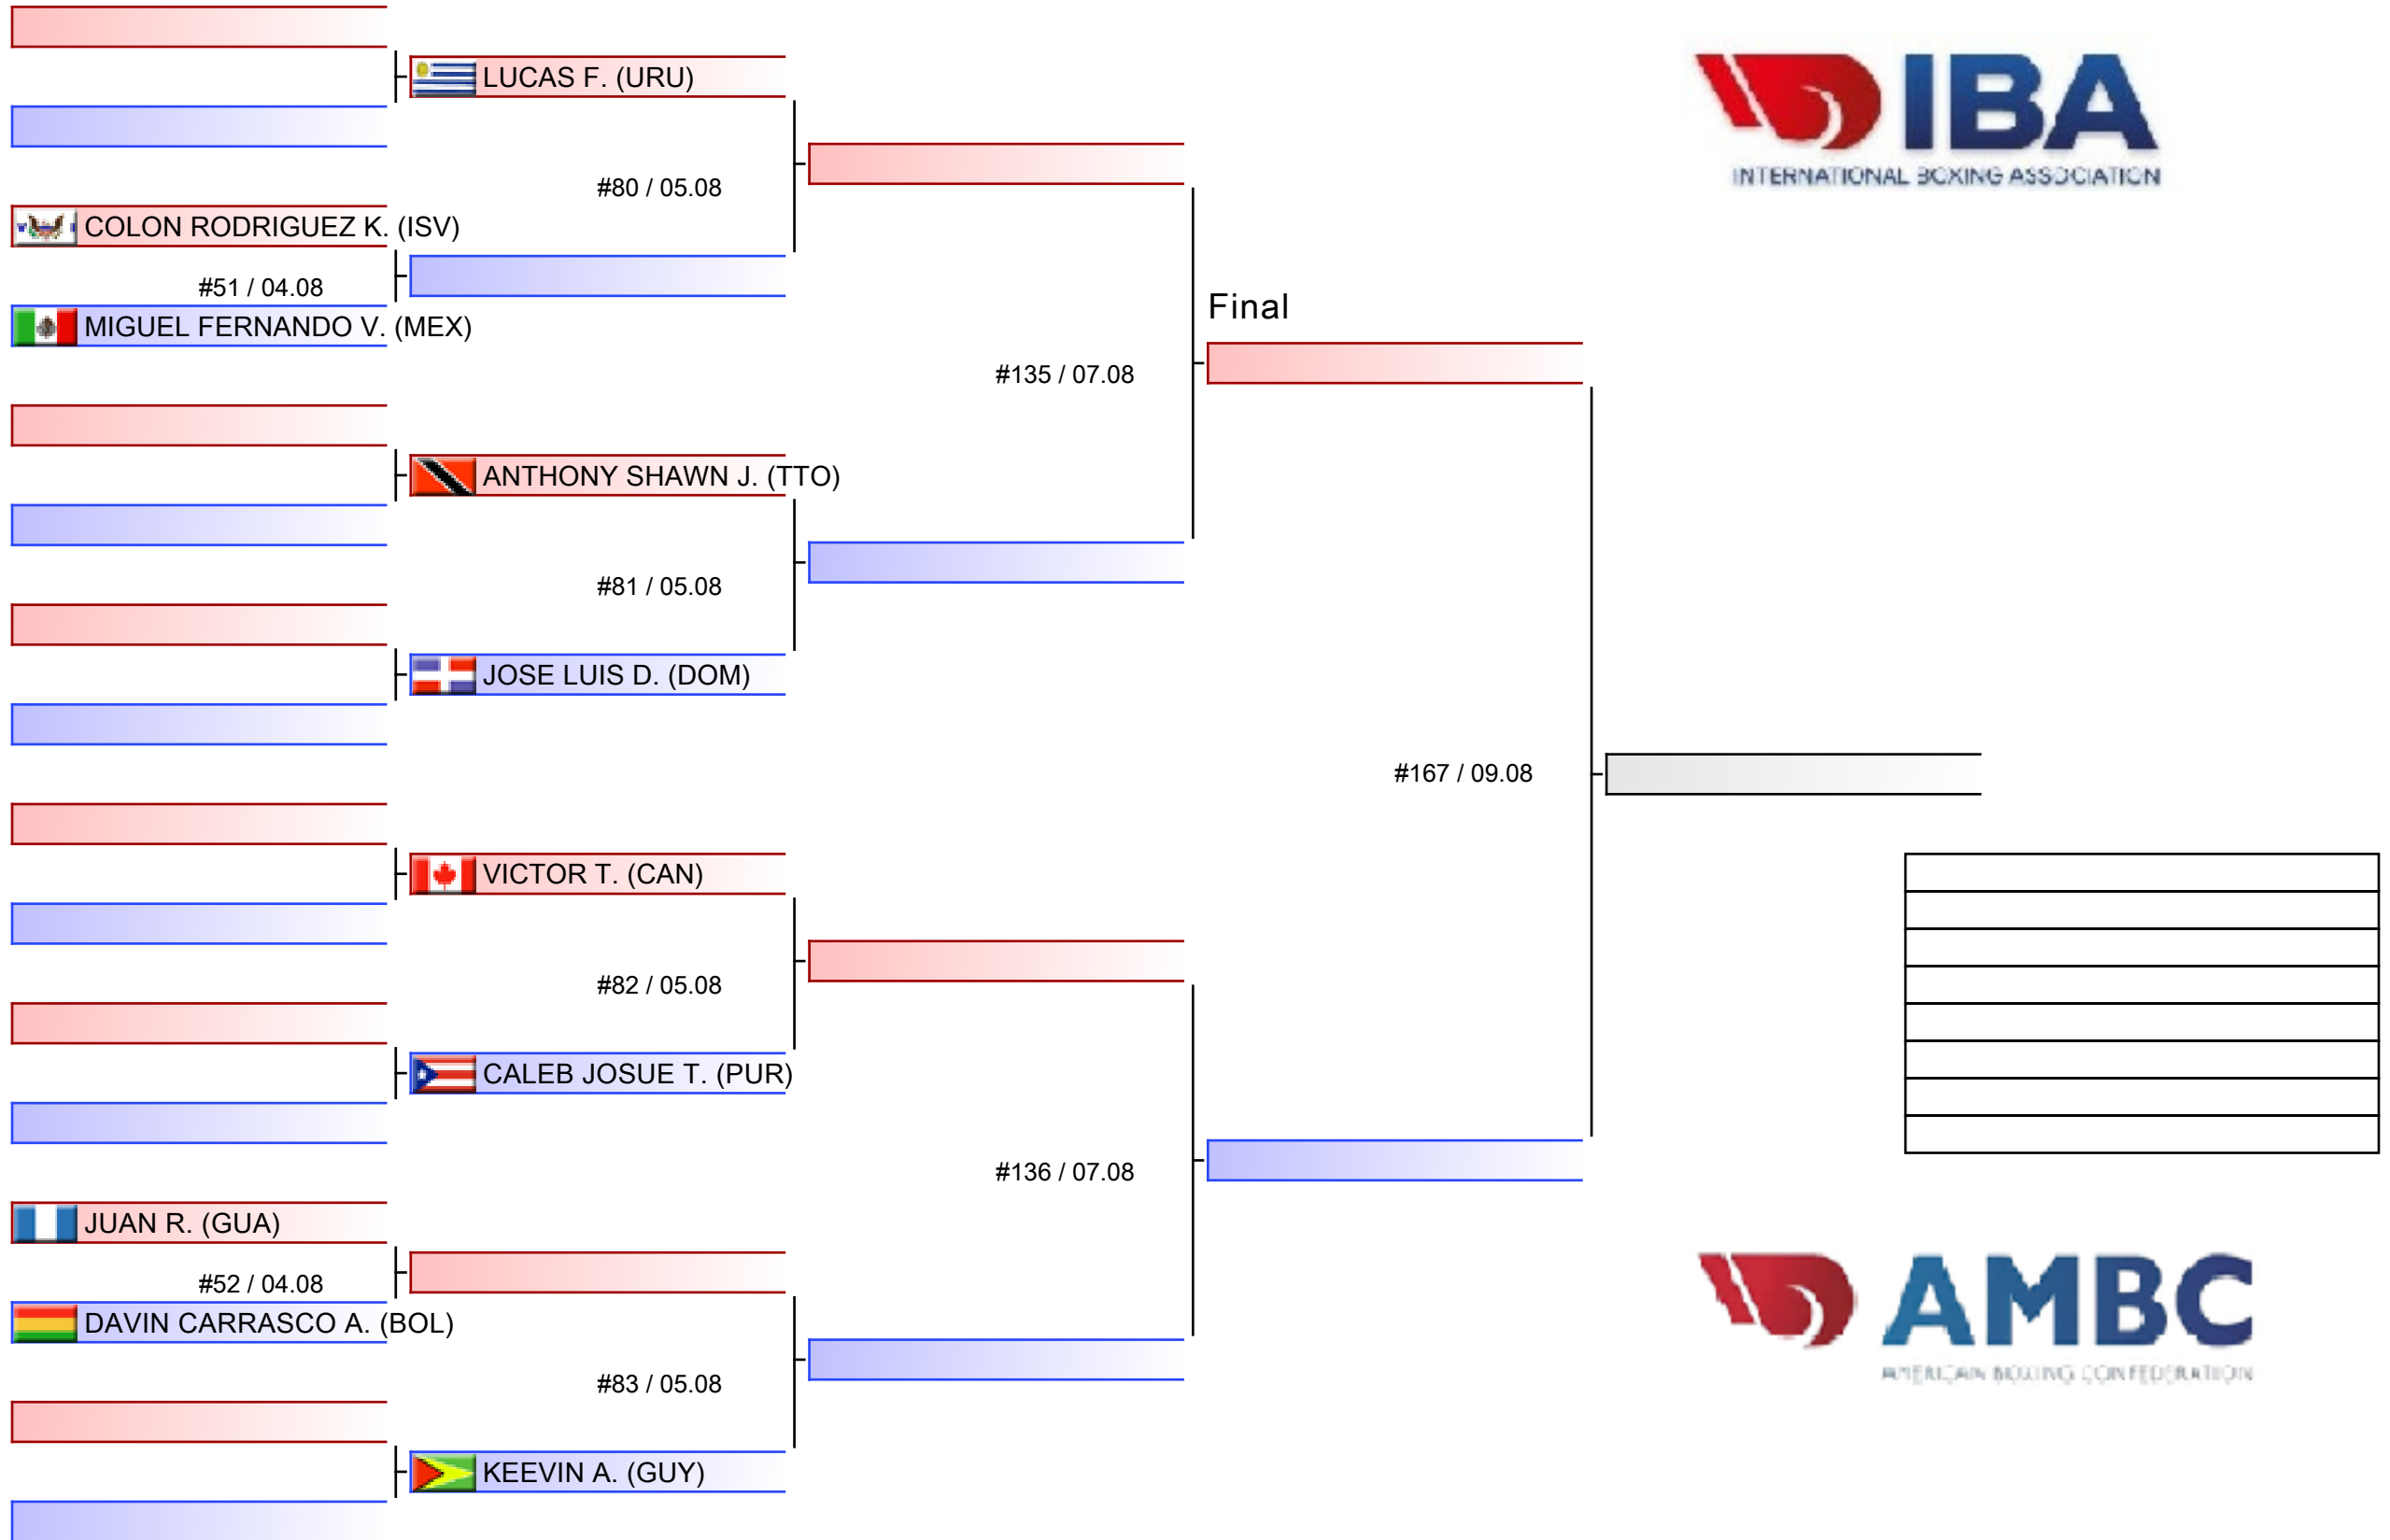 LUCAS F. (URU)
#80 / 05.08
COLON RODRIGUEZ K. (ISV)
#51 / 04.08
MIGUEL FERNANDO V. (MEX)
ANTHONY SHAWN J. (TTO)
#81 / 05.08
JOSE LUIS D. (DOM)
VICTOR T. (CAN)
#82 / 05.08
CALEB JOSUE T. (PUR)
JUAN R. (GUA)
#52 / 04.08
DAVIN CARRASCO A. (BOL)
#83 / 05.08
KEEVIN A. (GUY)
#135 / 07.08
#136 / 07.08
Final
#167 / 09.08
IBA
INTERNATIONAL BOXING ASSOCIATION
AMBC
AMERICAN BOXING CONFEDERATION